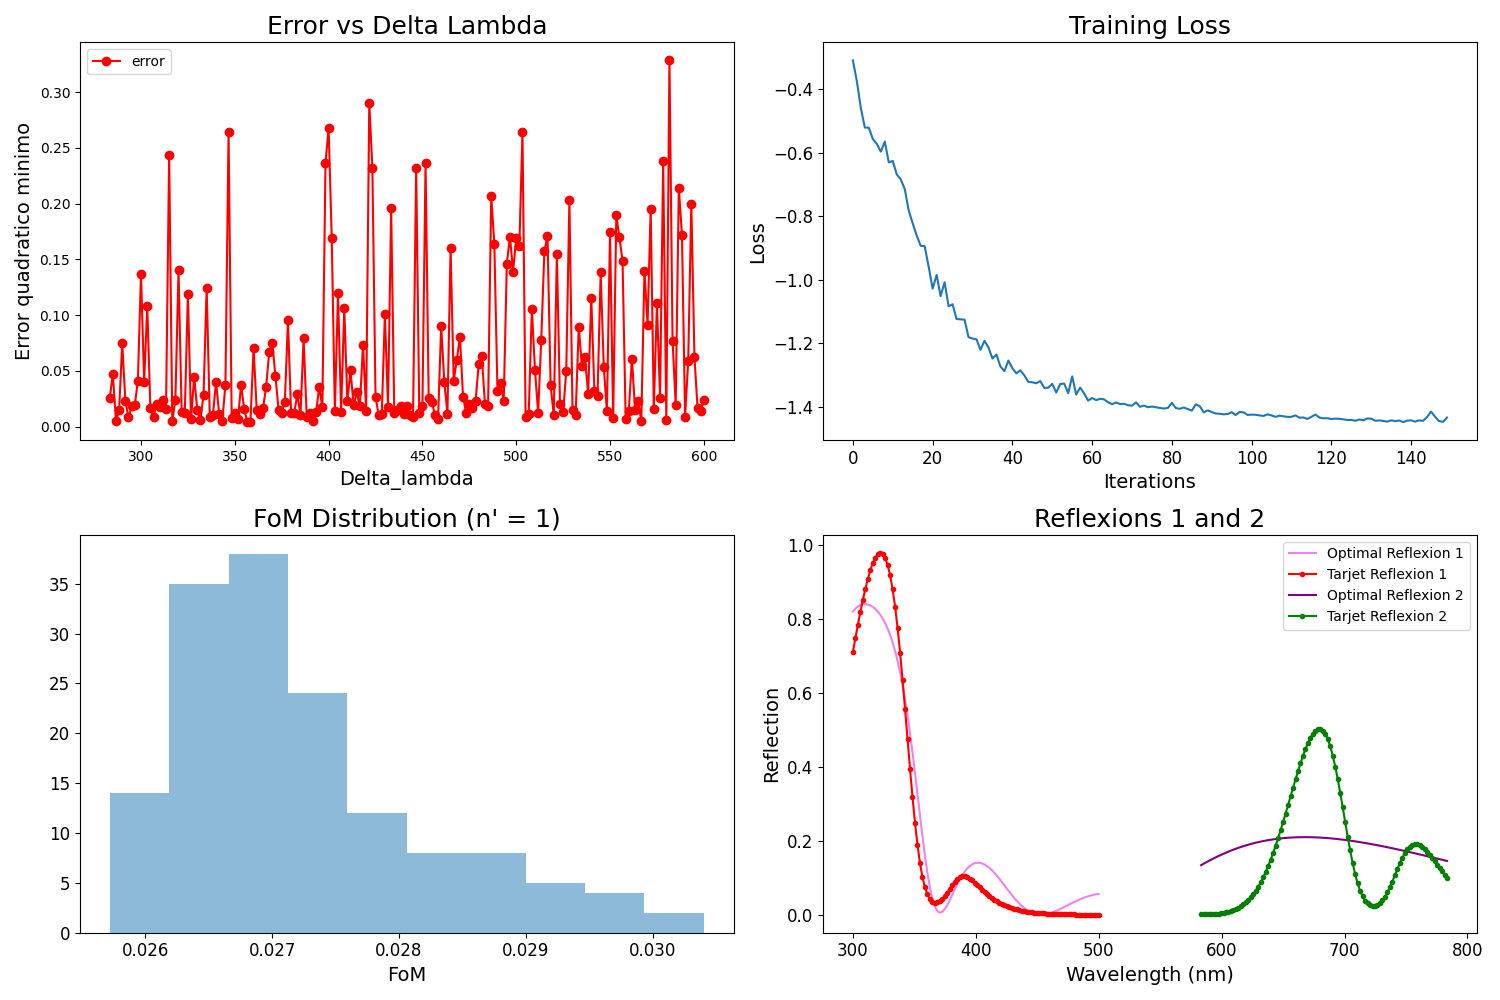 Error vs Delta Lambda
error
Error quadratico minimo
0.30
0.25
0.20
0.15
0.10
0.05
0.00
300 350 400 450 500 550 600
Delta_lambda
Training Loss
Loss
−0.4
−0.6
−0.8
−1.0
−1.2
−1.4
0 20 40 60 80 100 120 140
Iterations
FoM Distribution (n' = 1)
35
30
25
20
15
10
5
0
0.026 0.027 0.028 0.029 0.030
FoM
Reflexions 1 and 2
Optimal Reflexion 1
Tarjet Reflexion 1
Optimal Reflexion 2
Tarjet Reflexion 2
Reflection
1.0
0.8
0.6
0.4
0.2
0.0
300 400 500 600 700 800
Wavelength (nm)